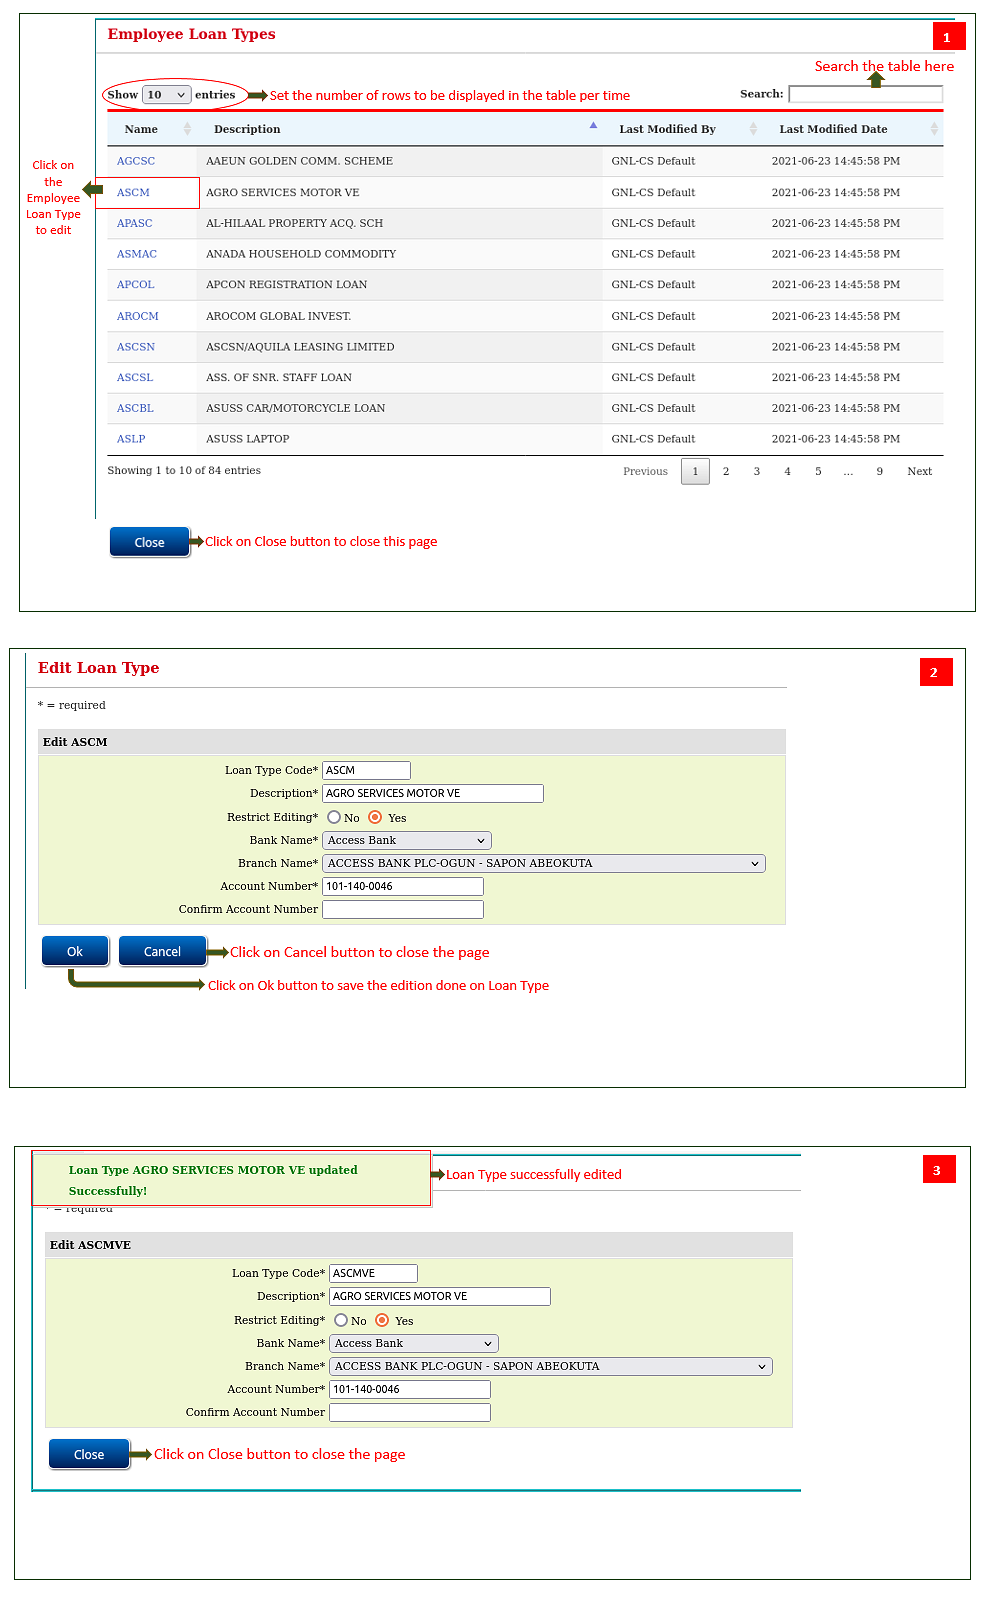 Employee Loan Types
1
Search the table here
Show 10 entries
Set the number of rows to be displayed in the table per time
Search:
Name Description Last Modified By Last Modified Date
AGCSC AAEUN GOLDEN COMM. SCHEME GNL-CS Default 2021-06-23 14:45:58 PM
Click on
the
Employee
Loan Type
to edit
ASCM AGRO SERVICES MOTOR VE GNL-CS Default 2021-06-23 14:45:58 PM
APASC AL-HILAAL PROPERTY ACQ. SCH GNL-CS Default 2021-06-23 14:45:58 PM
ASMAC ANADA HOUSEHOLD COMMODITY GNL-CS Default 2021-06-23 14:45:58 PM
APCOL APCON REGISTRATION LOAN GNL-CS Default 2021-06-23 14:45:58 PM
AROCM AROCOM GLOBAL INVEST. GNL-CS Default 2021-06-23 14:45:58 PM
ASCSN ASCSN/AQUILA LEASING LIMITED GNL-CS Default 2021-06-23 14:45:58 PM
ASCSL ASS. OF SNR. STAFF LOAN GNL-CS Default 2021-06-23 14:45:58 PM
ASCBL ASUSS CAR/MOTORCYCLE LOAN GNL-CS Default 2021-06-23 14:45:58 PM
ASLP ASUSS LAPTOP GNL-CS Default 2021-06-23 14:45:58 PM
Showing 1 to 10 of 84 entries
Previous 1 2 3 4 5 ... 9 Next
Close
Click on Close button to close this page
Edit Loan Type
2
* = required
Edit ASCM
Loan Type Code* ASCM
Description* AGRO SERVICES MOTOR VE
Restrict Editing* No Yes
Bank Name* Access Bank
Branch Name* ACCESS BANK PLC-OGUN - SAPON ABEOKUTA
Account Number* 101-140-0046
Confirm Account Number
Ok Cancel
Click on Cancel button to close the page
Click on Ok button to save the edition done on Loan Type
Loan Type AGRO SERVICES MOTOR VE updated
Successfully!
Loan Type successfully edited
3
* = required
Edit ASCMVE
Loan Type Code* ASCMVE
Description* AGRO SERVICES MOTOR VE
Restrict Editing* No Yes
Bank Name* Access Bank
Branch Name* ACCESS BANK PLC-OGUN - SAPON ABEOKUTA
Account Number* 101-140-0046
Confirm Account Number
Close
Click on Close button to close the page